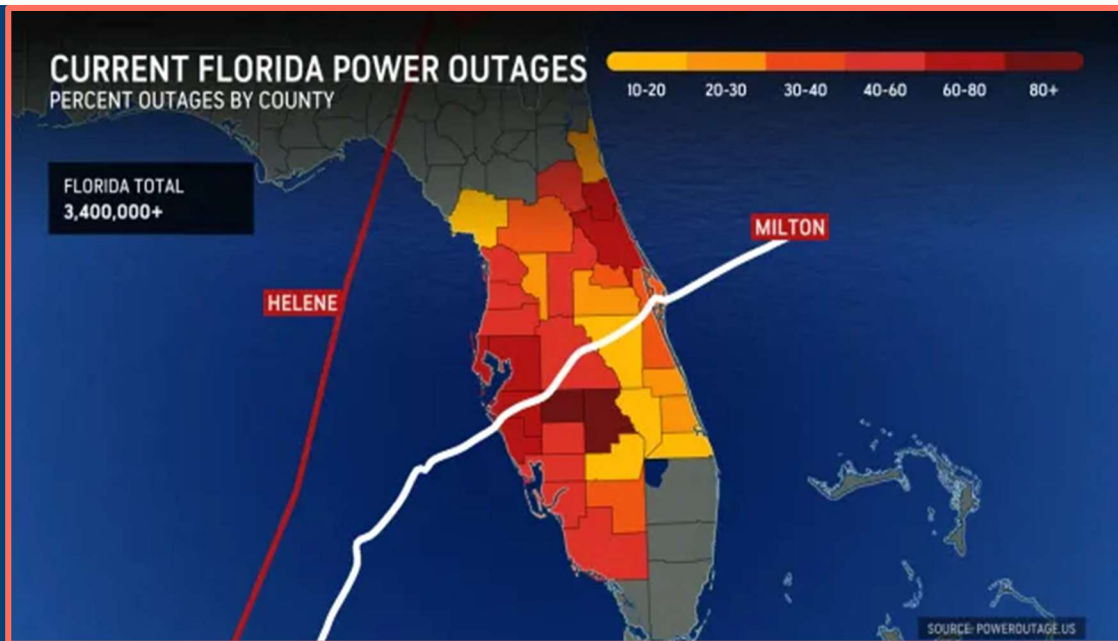 CURRENT FLORIDA POWER OUTAGES
PERCENT OUTAGES BY COUNTY
10-20 20-30 30-40 40-60 60-80 80+
FLORIDA TOTAL
3,400,000+
MILTON
HELENE
SOURCE: POWEROUTAGE.US